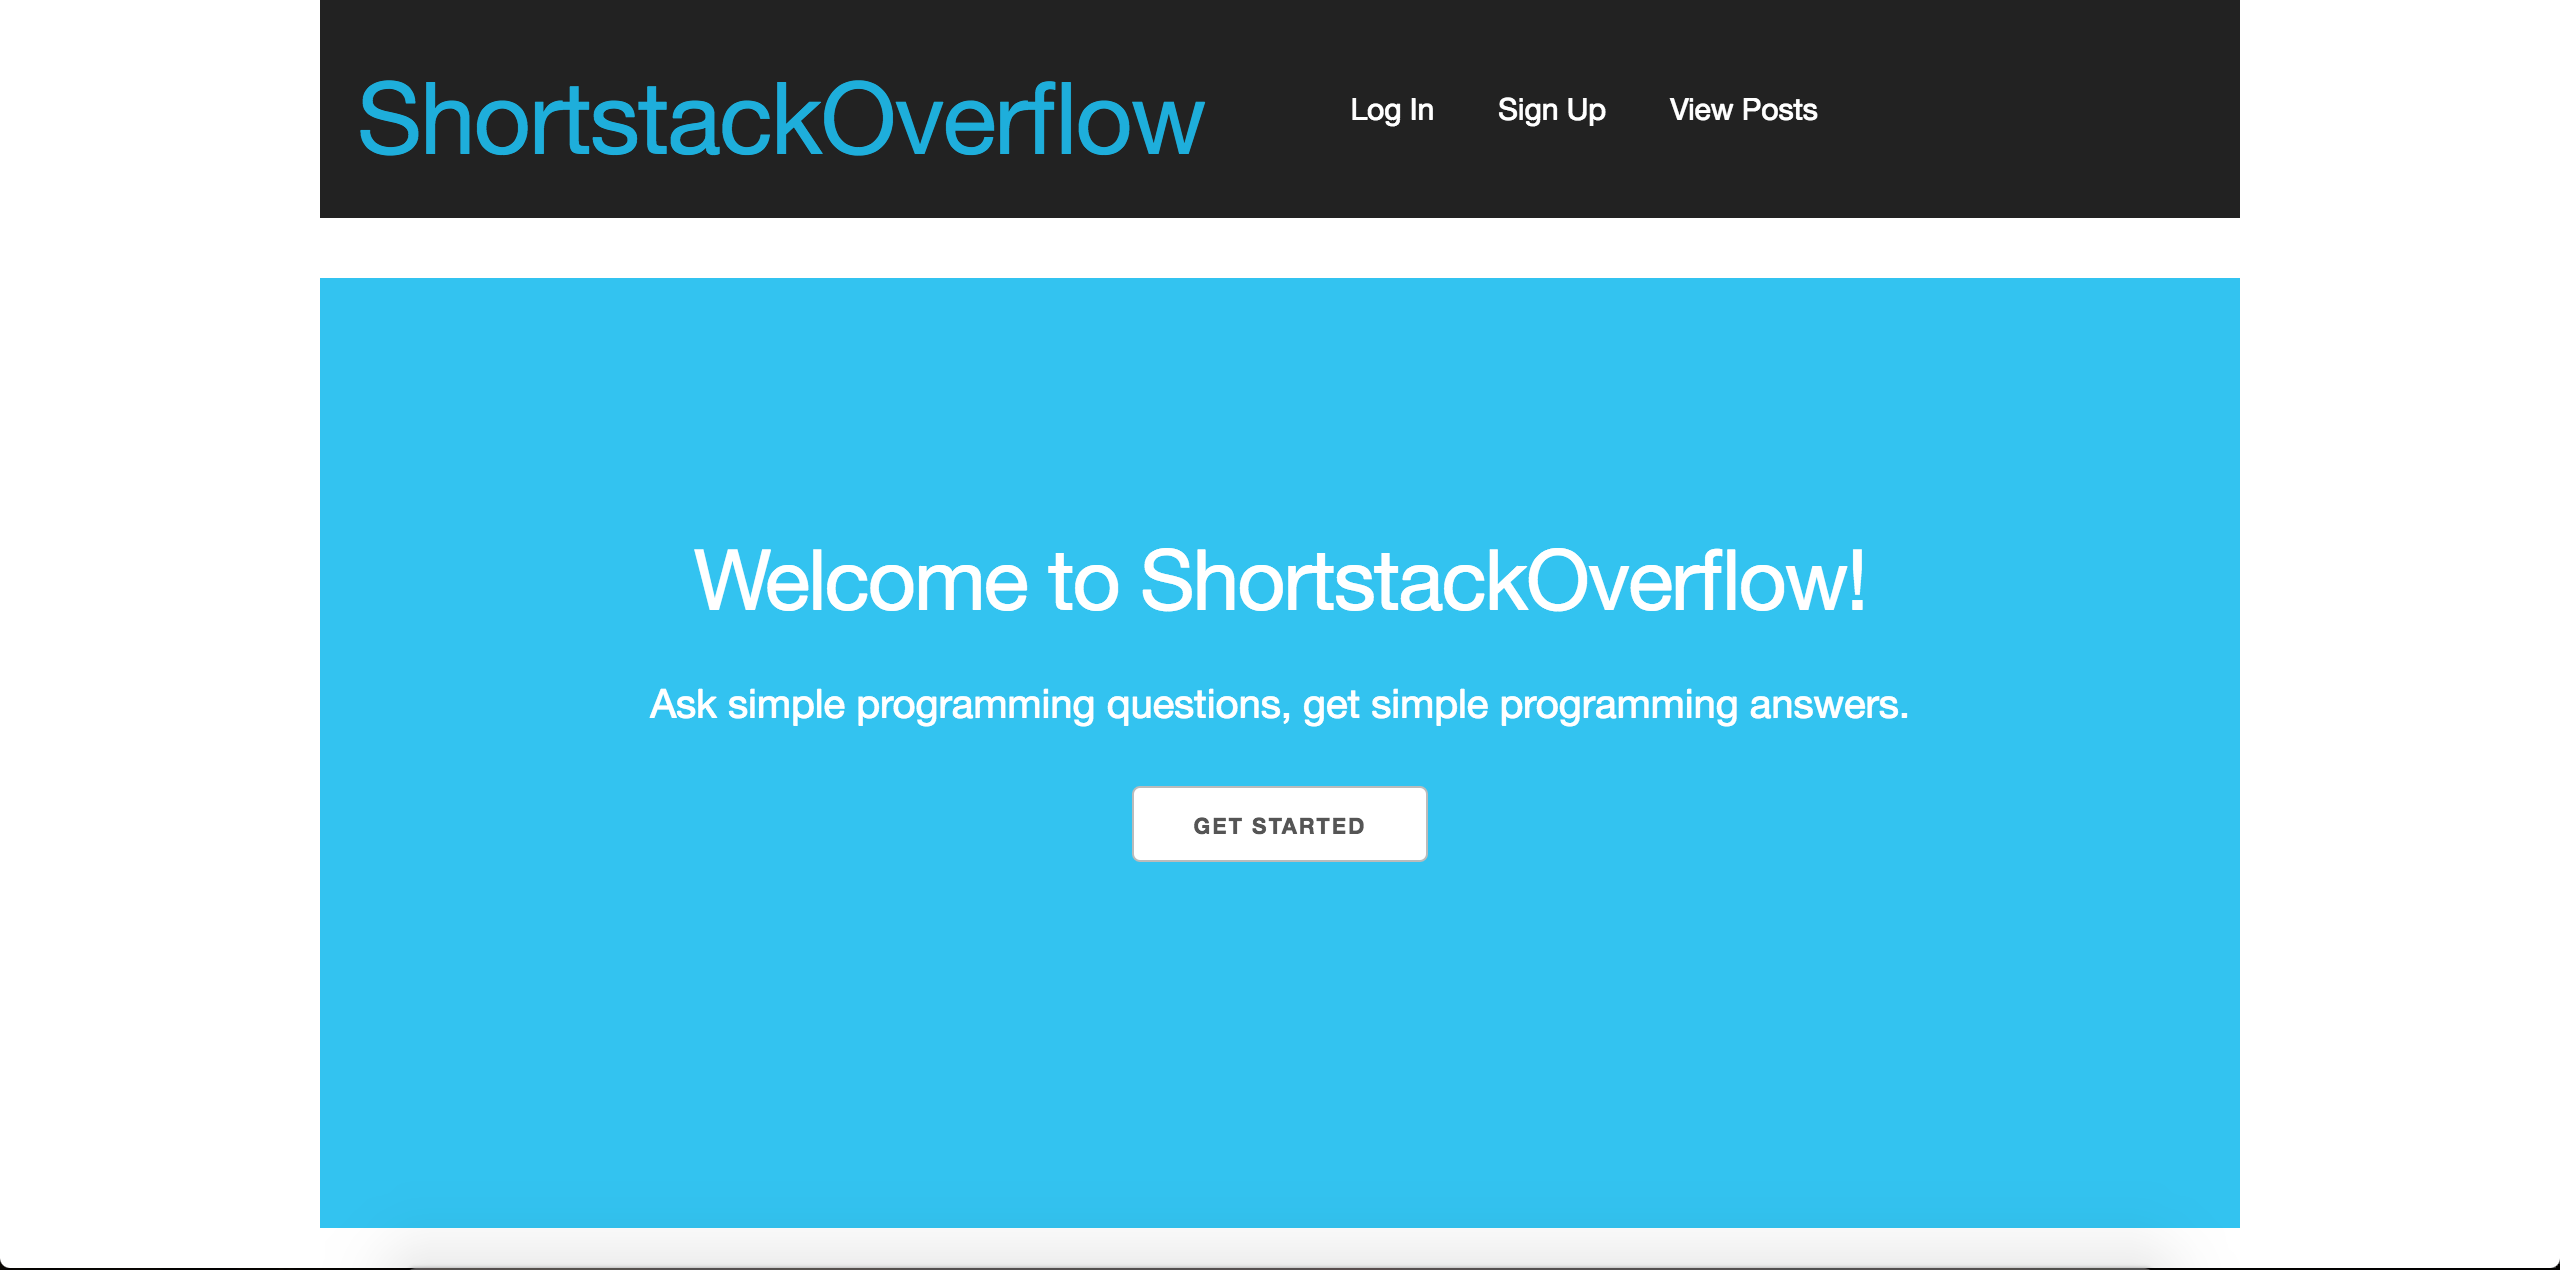 ShortstackOverflow
Log In Sign Up View Posts
Welcome to ShortstackOverflow!
Ask simple programming questions, get simple programming answers.
GET STARTED